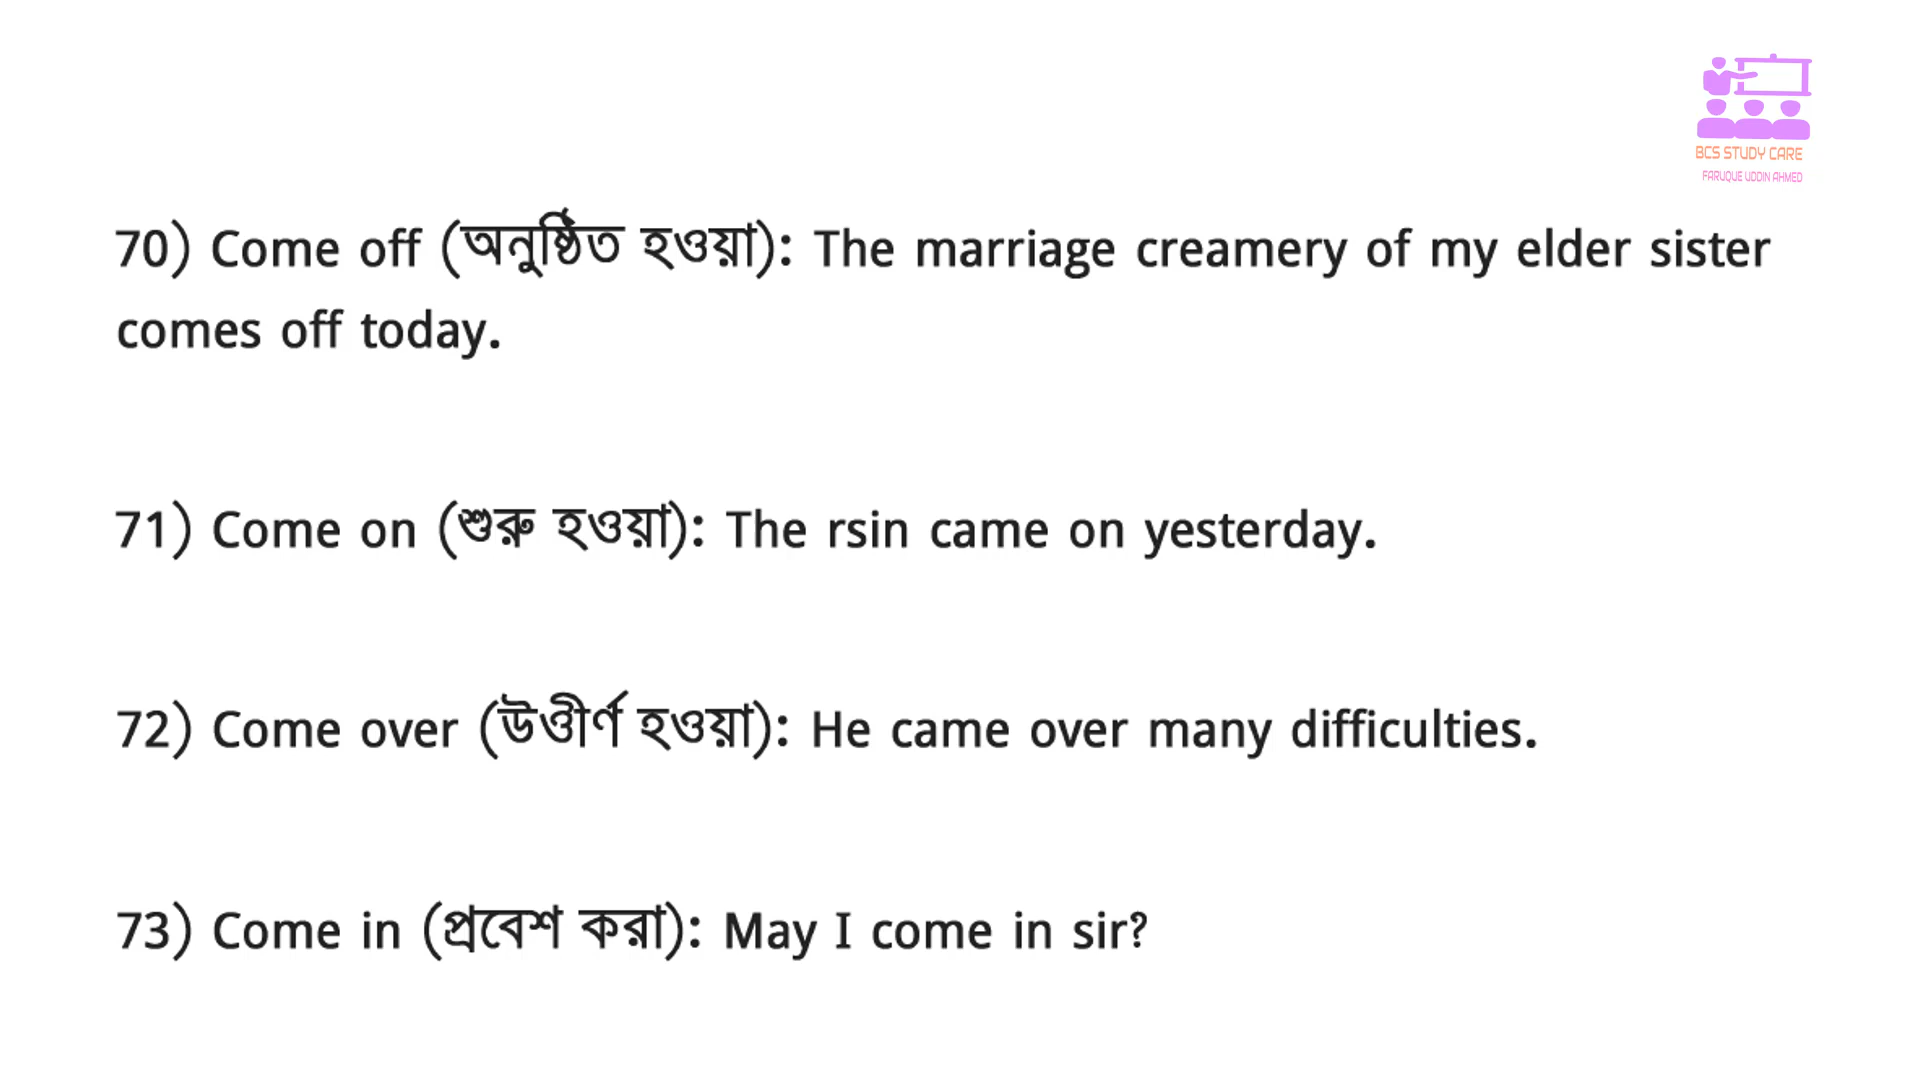 BCS STUDY CARE
FARUQUE UDDIN AHMED
70) Come off (অনুষ্ঠিত হওয়া): The marriage creamery of my elder sister
comes off today.
71) Come on (শুরু হওয়া): The rsin came on yesterday.
72) Come over (উওীর্ণ হওয়া): He came over many difficulties.
73) Come in (প্রবেশ করা): May I come in sir?